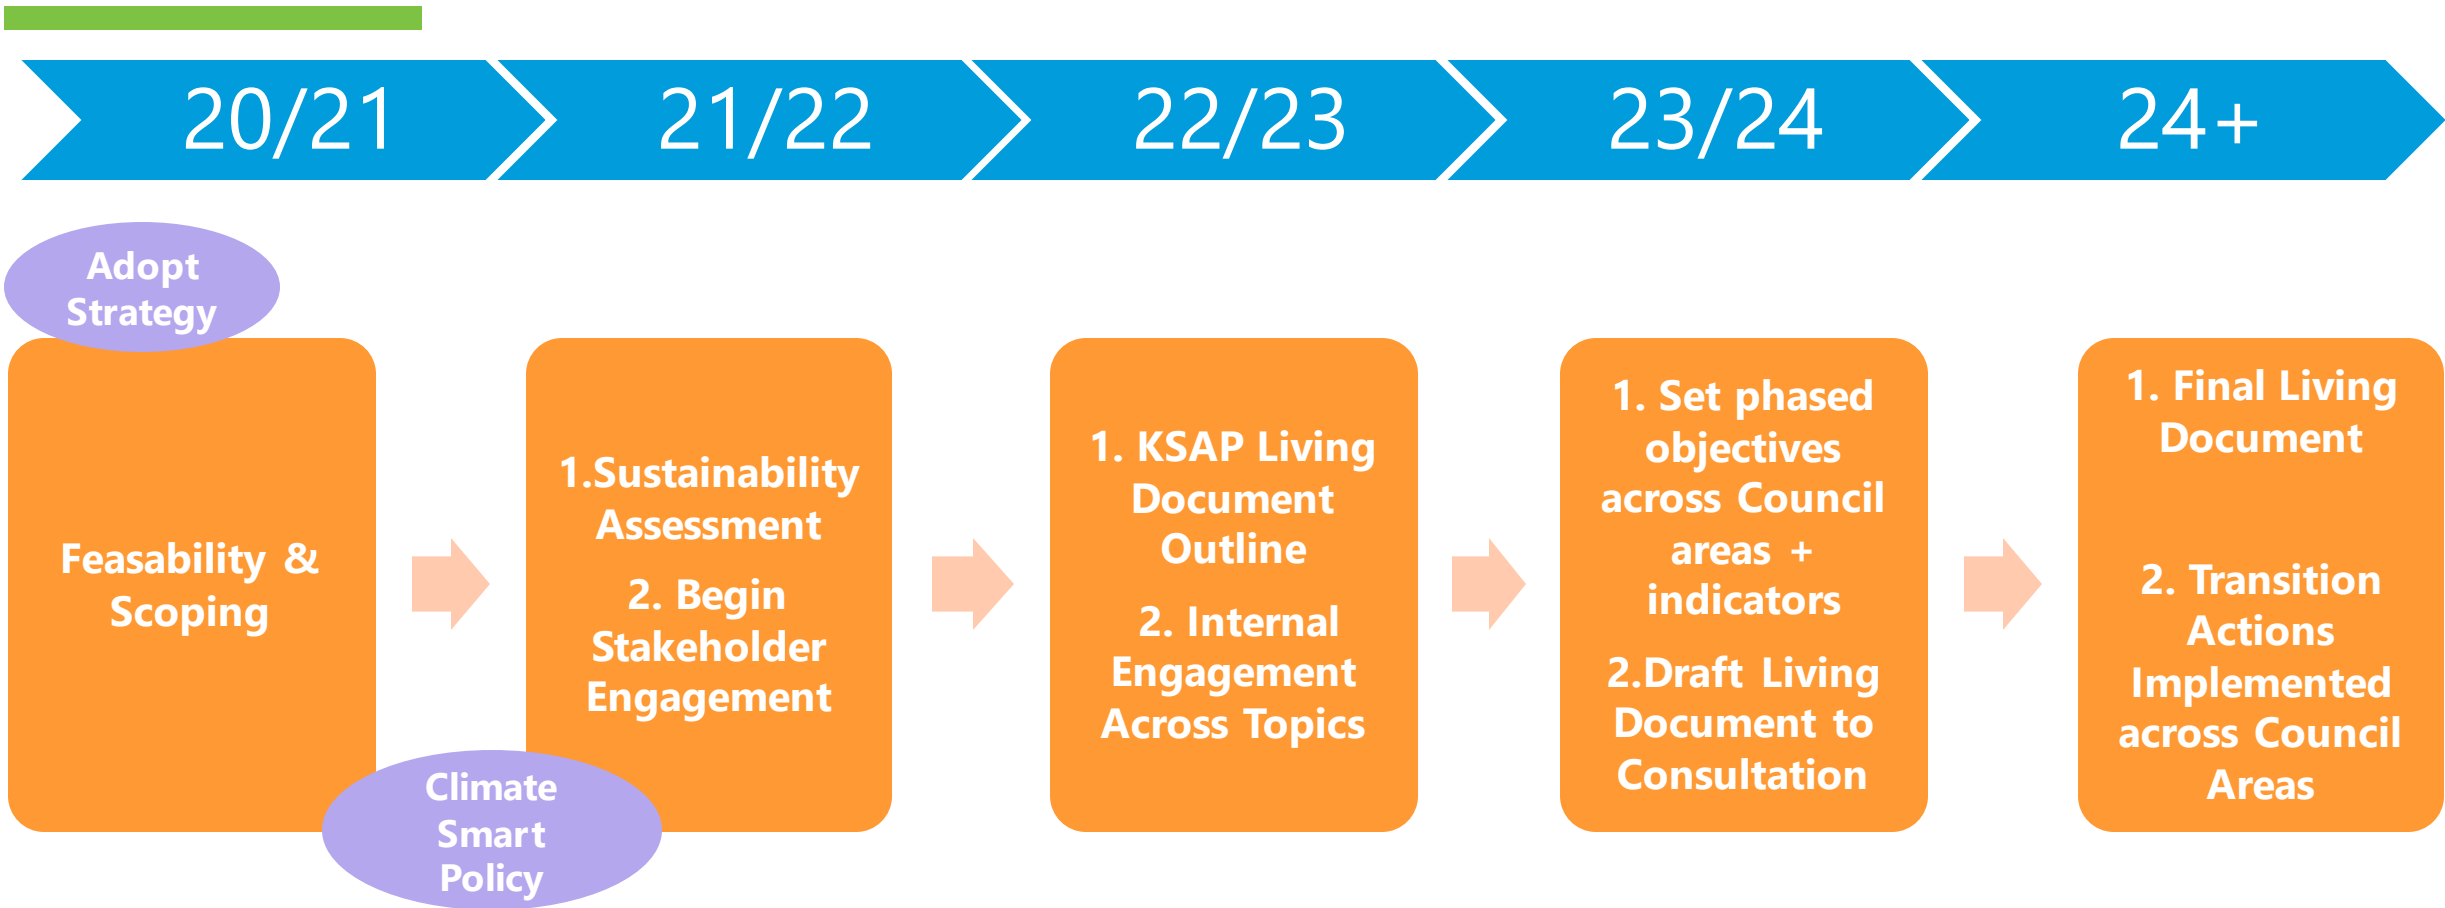 20/21
21/22
22/23
23/24
24+
Adopt
Strategy
Feasability &
Scoping
Climate
Smart
Policy
1.Sustainability
Assessment
2. Begin
Stakeholder
Engagement
1. KSAP Living
Document
Outline
2. Internal
Engagement
Across Topics
1. Set phased
objectives
across Council
areas +
indicators
2.Draft Living
Document to
Consultation
1. Final Living
Document
2. Transition
Actions
Implemented
across Council
Areas